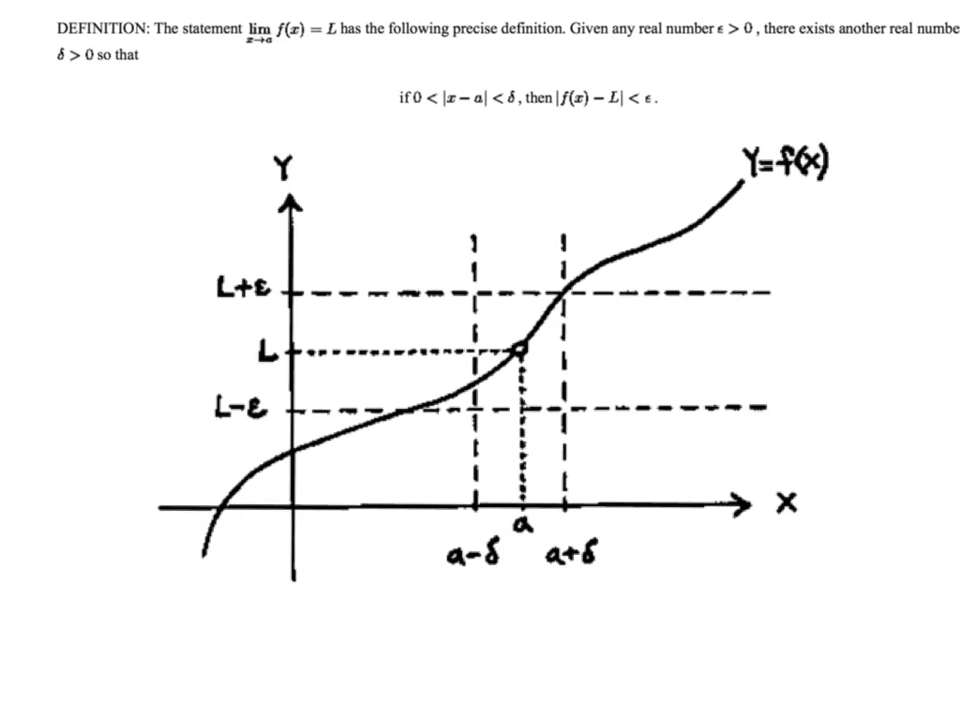 DEFINITION: The statement lim x→a f(x) = L has the following precise definition. Given any real number ϵ > 0 , there exists another real numbe
δ > 0 so that
if 0 < |x − a| < δ , then |f(x) − L| < ϵ .
Y
Y=f(x)
L+ε
L
L-ε
X
a
a-δ
a+δ